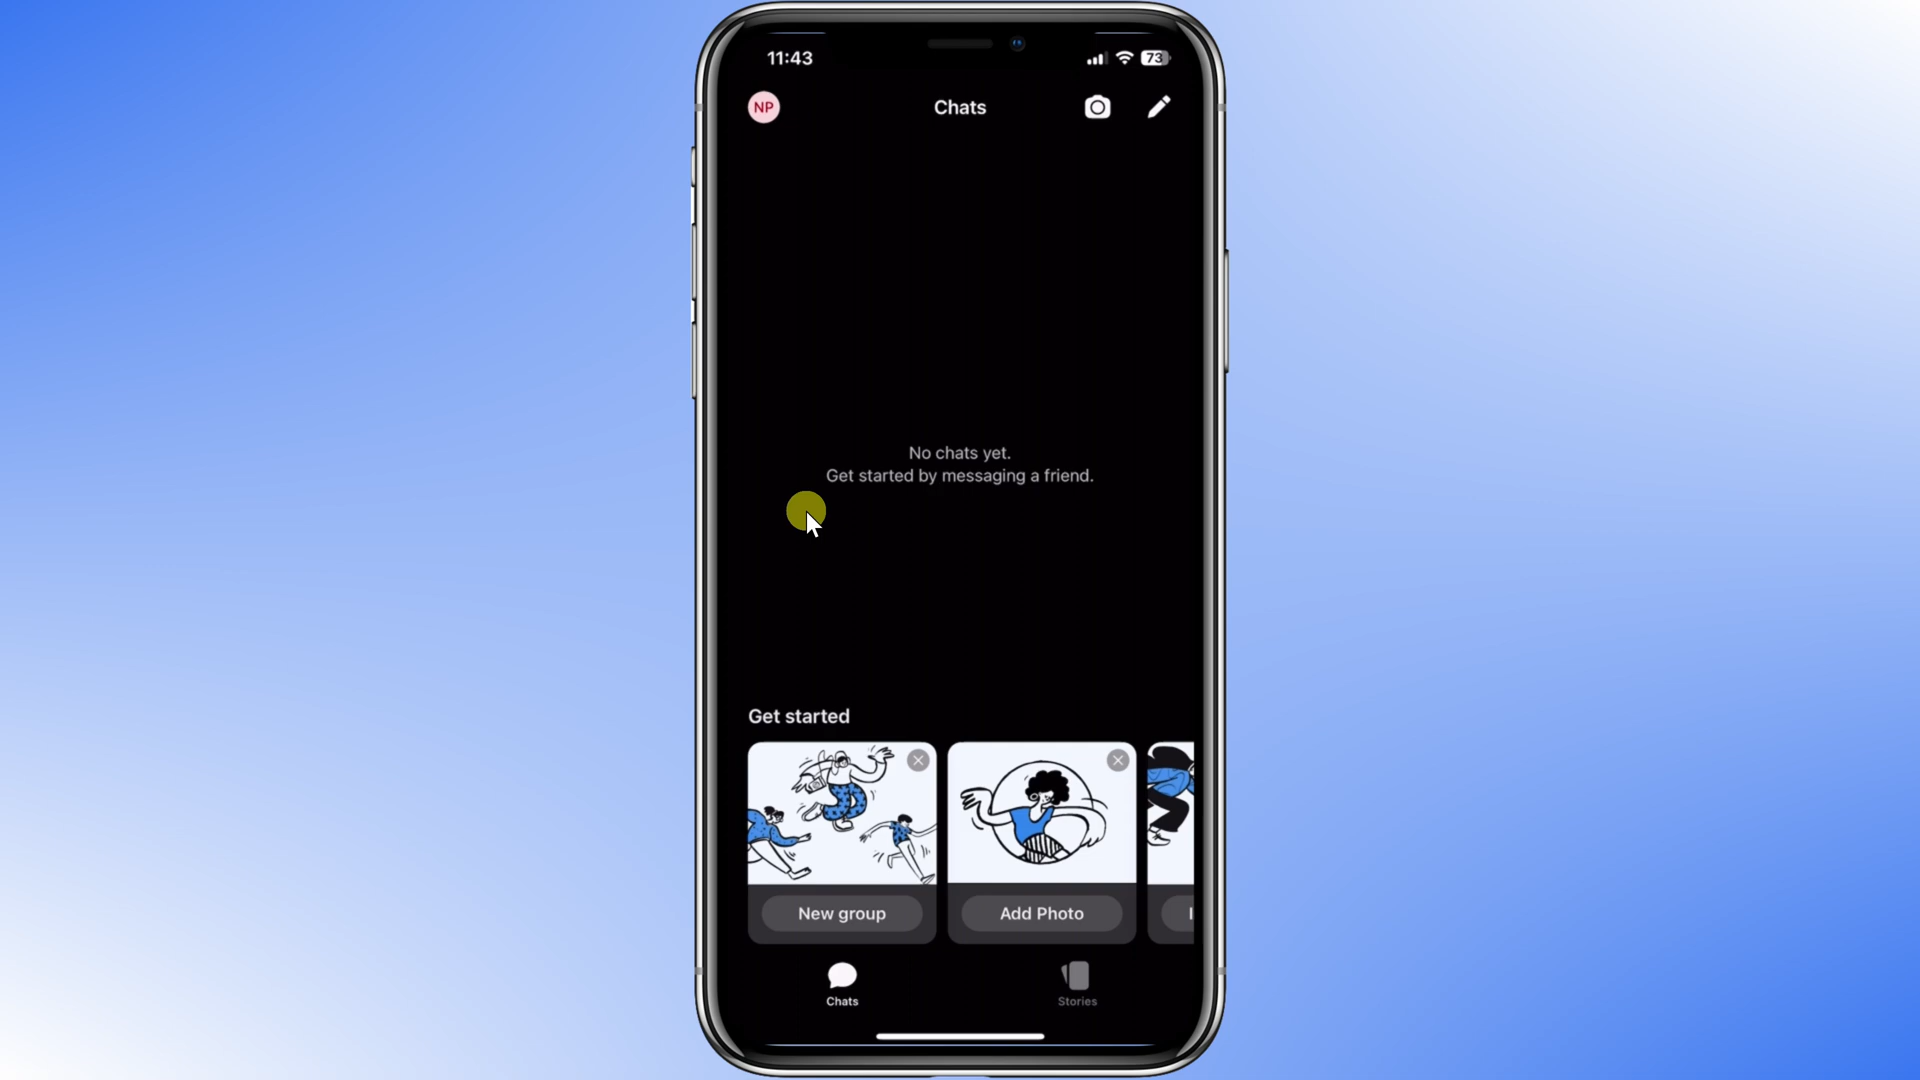 11:43
73
NP
Chats
No chats yet.
Get started by messaging a friend.
Get started
New group
Add Photo
Chats
Stories